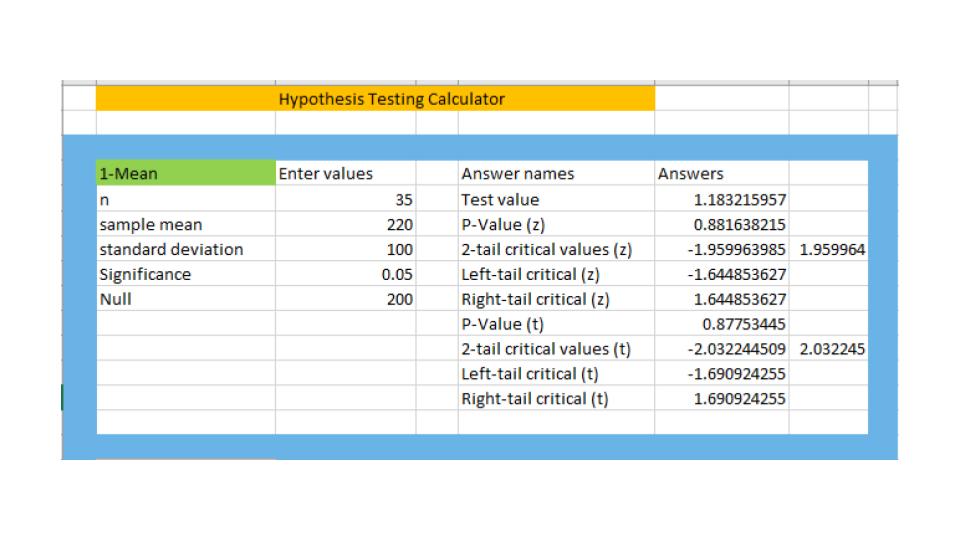 Hypothesis Testing Calculator
1-Mean Enter values Answer names Answers
n 35 Test value 1.183215957
sample mean 220 P-Value (z) 0.881638215
standard deviation 100 2-tail critical values (z) -1.959963985 1.959964
Significance 0.05 Left-tail critical (z) -1.644853627
Null 200 Right-tail critical (z) 1.644853627
P-Value (t) 0.87753445
2-tail critical values (t) -2.032244509 2.032245
Left-tail critical (t) -1.690924255
Right-tail critical (t) 1.690924255